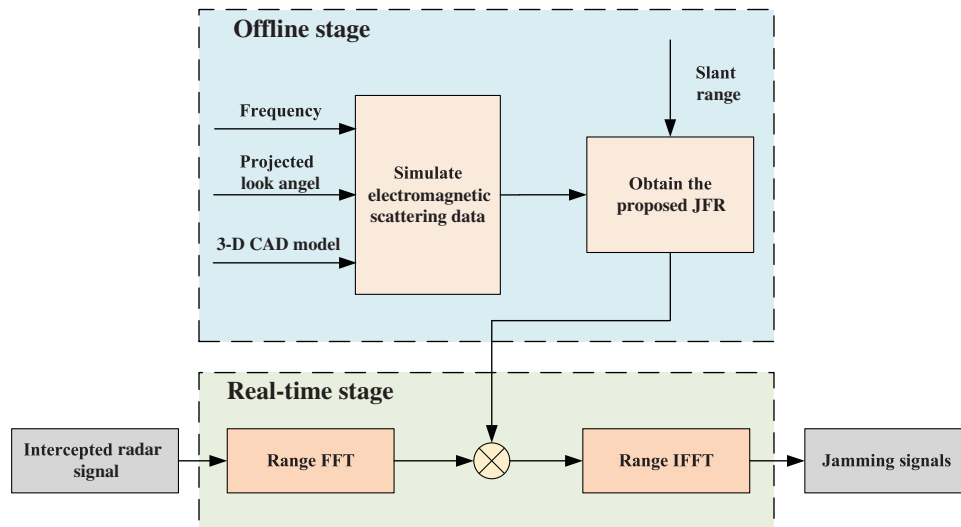 Offline stage
Slant
range
Frequency
Projected
look angel
3-D CAD model
Simulate
electromagnetic
scattering data
Obtain the
proposed JFR
Real-time stage
Intercepted radar
signal
Range FFT
Range IFFT
Jamming signals